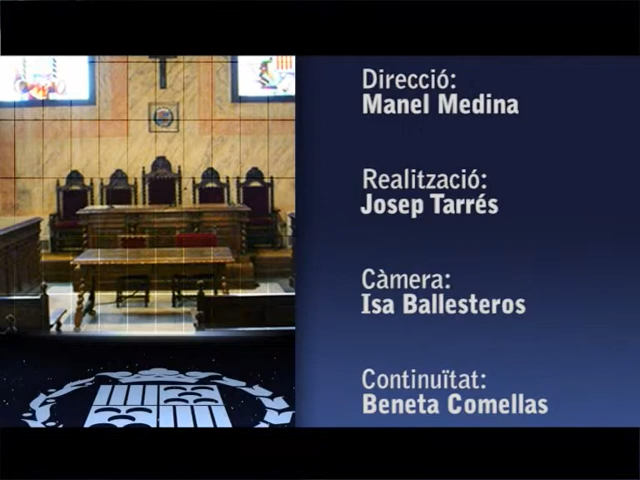 Direcció:
Manel Medina
Realització:
Josep Tarrés
Càmera:
Isa Ballesteros
Continuïtat:
Beneta Comellas